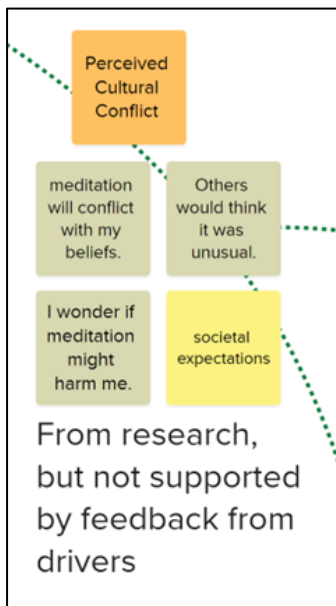 Perceived
Cultural
Conflict
meditation
will conflict
with my
beliefs.
Others
would think
it was
unusual.
I wonder if
meditation
might
harm me.
societal
expectations
From research,
but not supported
by feedback from
drivers